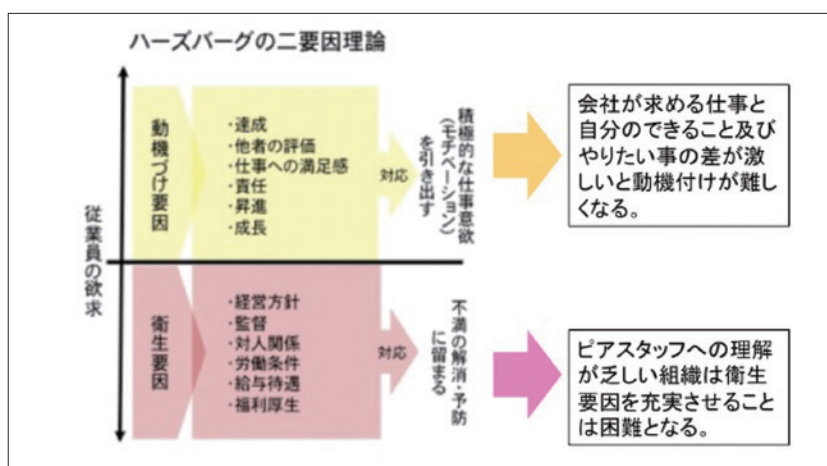 ハーズバーグの二要因理論
従業員の欲求
動機づけ要因
・達成
・他者の評価
・仕事への満足感
・責任
・昇進
・成長
対応
積極的な仕事意欲
(モチベーション)
を引き出す
会社が求める仕事と
自分のできること及び
やりたい事の差が激
しいと動機付けが難し
くなる。
衛生要因
・経営方針
・監督
・対人関係
・労働条件
・給与待遇
・福利厚生
対応
不満の解消・予防
に留まる
ピアスタッフへの理解
が乏しい組織は衛生
要因を充実させること
は困難となる。